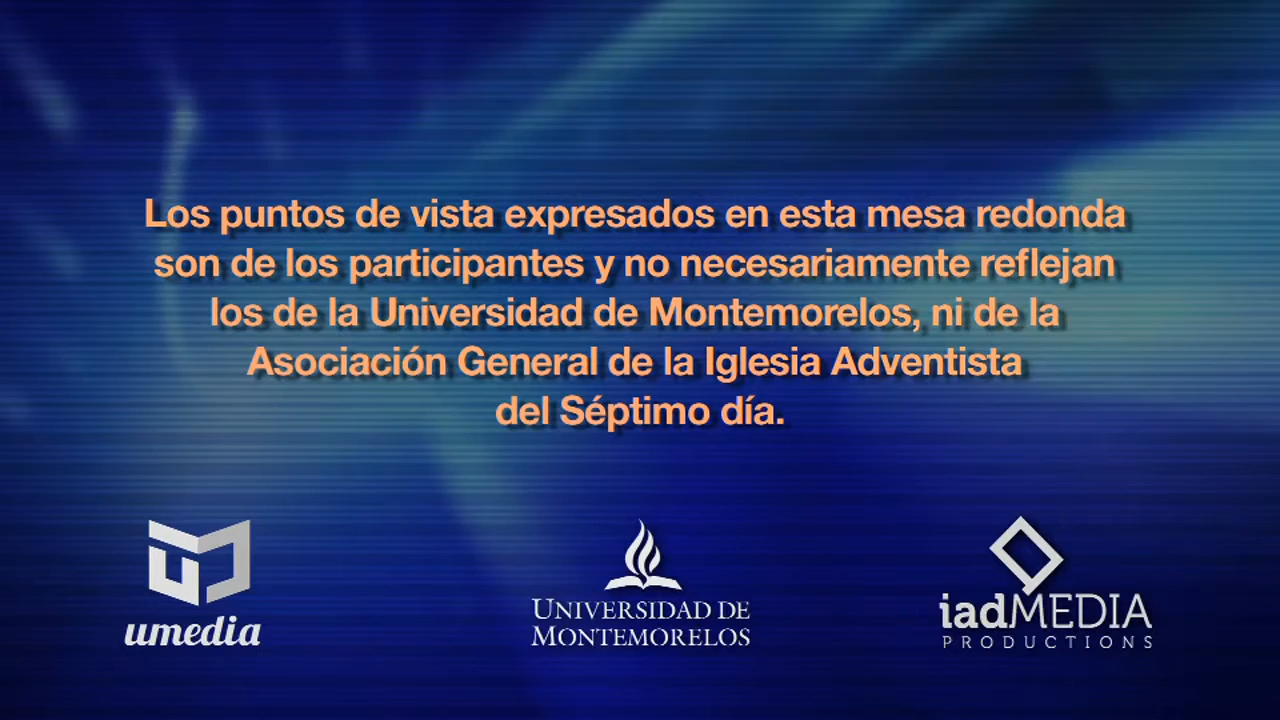 Los puntos de vista expresados en esta mesa redonda
son de los participantes y no necesariamente reflejan
los de la Universidad de Montemorelos, ni de la
Asociación General de la Iglesia Adventista
del Séptimo día.
umedia
UNIVERSIDAD DE
MONTEMORELOS
iadMEDIA
PRODUCTIONS